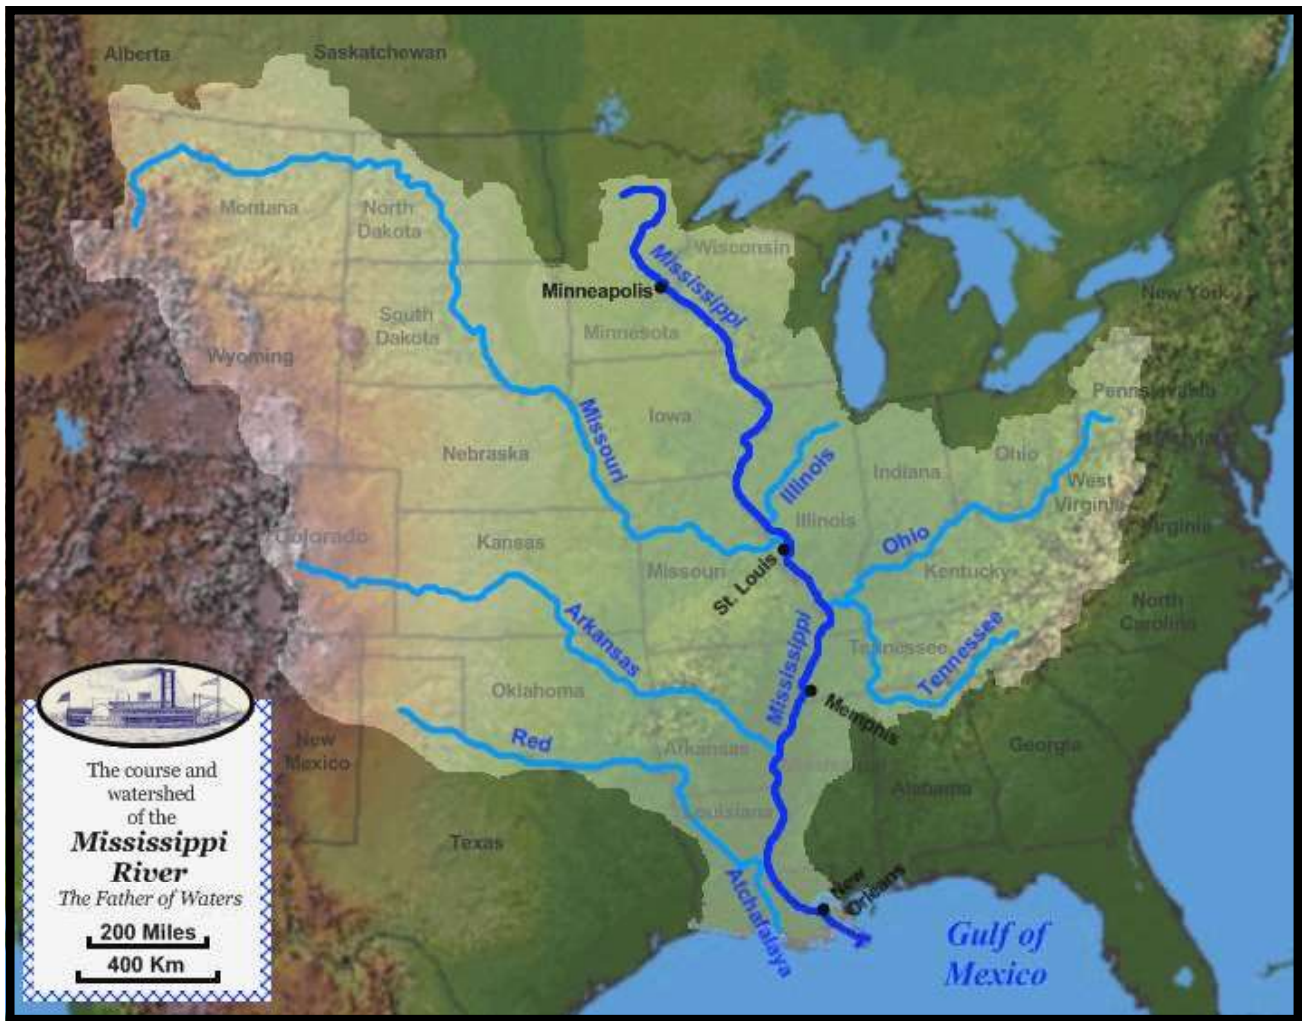 Alberta
Saskatchewan
Montana
North
Dakota
Wisconsin
Mississippi
Minneapolis
New York
South
Dakota
Minnesota
Wyoming
Pennsylvania
Iowa
Missouri
Nebraska
Ohio
Indiana
Illinois
West
Virginia
Illinois
Virginia
Colorado
Kansas
Ohio
Missouri
St. Louis
Kentucky
North
Carolina
Arkansas
Mississippi
Tennessee
Tennessee
Oklahoma
Memphis
Red
Arkansas
New
Mexico
Georgia
Alabama
Louisiana
Texas
Atchafalaya
New
Orleans
Gulf of
Mexico
The course and
watershed
of the
Mississippi
River
The Father of Waters
200 Miles
400 Km